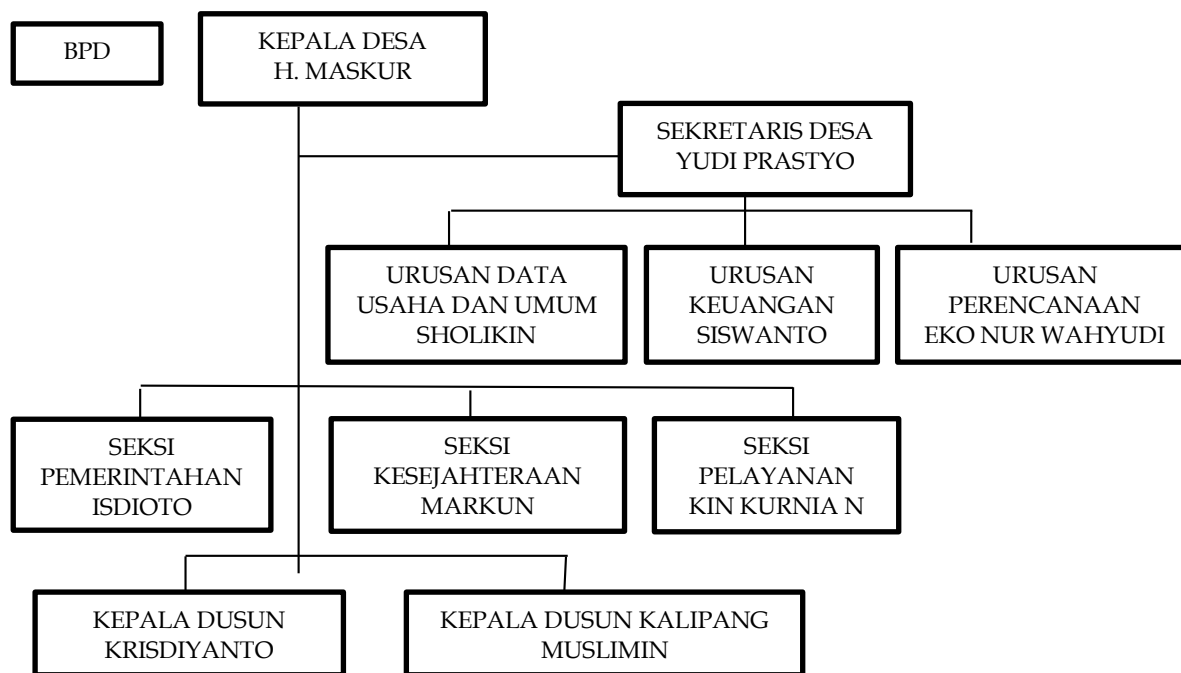 BPD
KEPALA DESA
H. MASKUR
SEKRETARIS DESA
YUDI PRASTYO
URUSAN DATA
USAHA DAN UMUM
SHOLIKIN
URUSAN
KEUANGAN
SISWANTO
URUSAN
PERENCANAAN
EKO NUR WAHYUDI
SEKSI
PEMERINTAHAN
ISDIOTO
SEKSI
KESEJAHTERAAN
MARKUN
SEKSI
PELAYANAN
KIN KURNIA N
KEPALA DUSUN
KRISDIYANTO
KEPALA DUSUN KALIPANG
MUSLIMIN